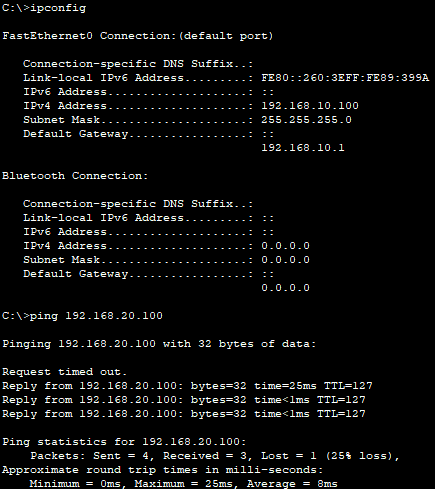 C:\>ipconfig
FastEthernet0 Connection:(default port)
Connection-specific DNS Suffix..:
Link-local IPv6 Address.........: FE80::260:3EFF:FE89:399A
IPv6 Address....................: ::
IPv4 Address....................: 192.168.10.100
Subnet Mask.....................: 255.255.255.0
Default Gateway.................: ::
192.168.10.1
Bluetooth Connection:
Connection-specific DNS Suffix..:
Link-local IPv6 Address.........: ::
IPv6 Address....................: ::
IPv4 Address....................: 0.0.0.0
Subnet Mask.....................: 0.0.0.0
Default Gateway.................: ::
0.0.0.0
C:\>ping 192.168.20.100
Pinging 192.168.20.100 with 32 bytes of data:
Request timed out.
Reply from 192.168.20.100: bytes=32 time=25ms TTL=127
Reply from 192.168.20.100: bytes=32 time<1ms TTL=127
Reply from 192.168.20.100: bytes=32 time<1ms TTL=127
Ping statistics for 192.168.20.100:
Packets: Sent = 4, Received = 3, Lost = 1 (25% loss),
Approximate round trip times in milli-seconds:
Minimum = 0ms, Maximum = 25ms, Average = 8ms